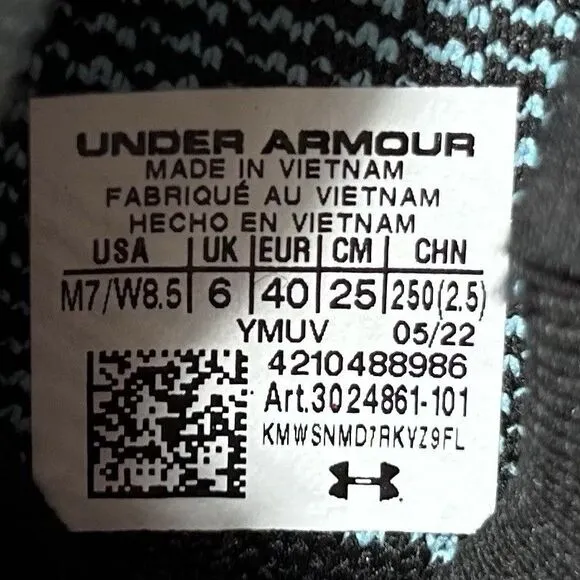 UNDER ARMOUR
MADE IN VIETNAM
FABRIQUÉ AU VIETNAM
HECHO EN VIETNAM
USA | UK | EUR | CM | CHN
M7/W8.5 | 6 | 40 | 25 | 250(2.5)
YMUV 05/22
4210488986
Art.3024861-101
KMWSNMD7RKVZ9FL